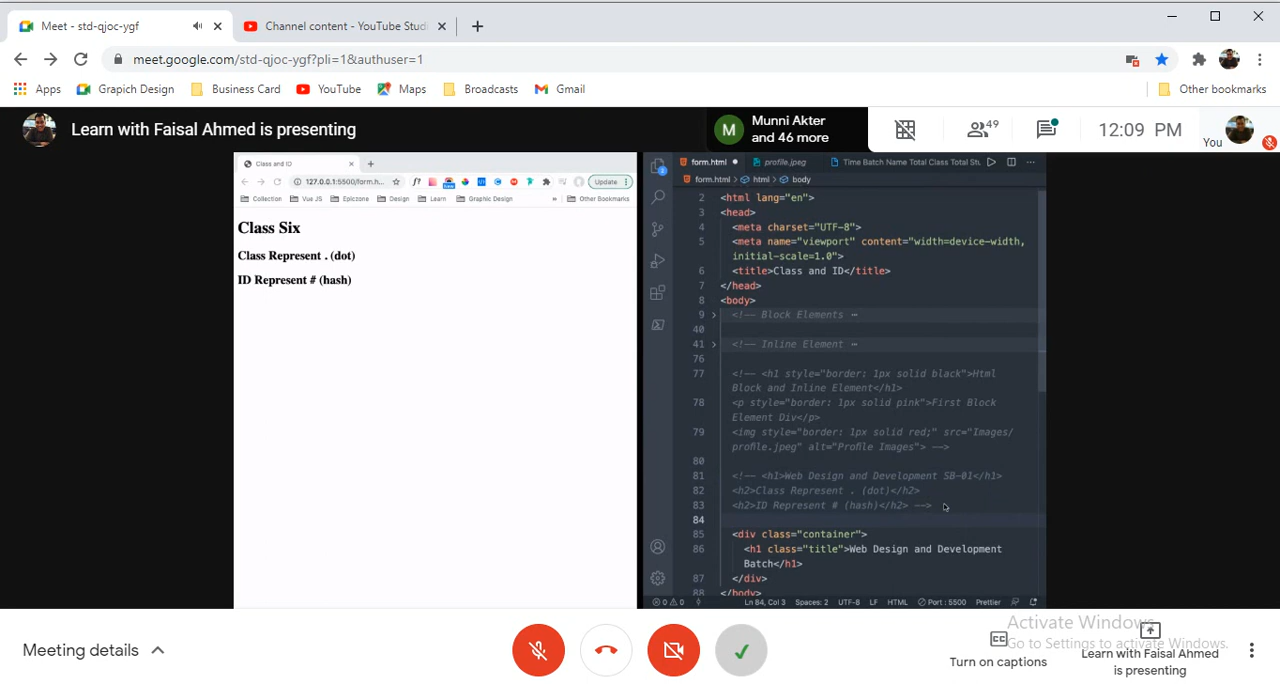 Meet - std-qjoc-ygf
Channel content - YouTube Studi
meet.google.com/std-qjoc-ygf?pli=1&authuser=1
Apps Grapich Design Business Card YouTube Maps Broadcasts Gmail Other bookmarks
Learn with Faisal Ahmed is presenting
M
Munni Akter
and 46 more
49
12:09 PM
You
Class and ID
127.0.0.1:5500/form.h...
Update
Collection Vue JS Epiczone Design Learn Graphic Design » Other Bookmarks
Class Six
Class Represent . (dot)
ID Represent # (hash)
form.html ● profile.jpeg Time Batch Name Total Class Total Stu
form.html > html > body
2 <html lang="en">
3 <head>
4 <meta charset="UTF-8">
5 <meta name="viewport" content="width=device-width,
initial-scale=1.0">
6 <title>Class and ID</title>
7 </head>
8 <body>
9 <!-- Block Elements ⋯
40
41 <!-- Inline Element ⋯
76
77 <!-- <h1 style="border: 1px solid black">Html
Block and Inline Element</h1>
78 <p style="border: 1px solid pink">First Block
Element Div</p>
79 <img style="border: 1px solid red;" src="Images/
profile.jpeg" alt="Profile Images"> -->
80
81 <!-- <h1>Web Design and Development SB-01</h1>
82 <h2>Class Represent . (dot)</h2>
83 <h2>ID Represent # (hash)</h2> -->
84
85 <div class="container">
86 <h1 class="title">Web Design and Development
Batch</h1>
87 </div>
88 </body>
0 0 Ln 84, Col 3 Spaces: 2 UTF-8 LF HTML Port : 5500 Prettier
Meeting details
Turn on captions
Learn with Faisal Ahmed
is presenting
Activate Windows
Go to Settings to activate Windows.